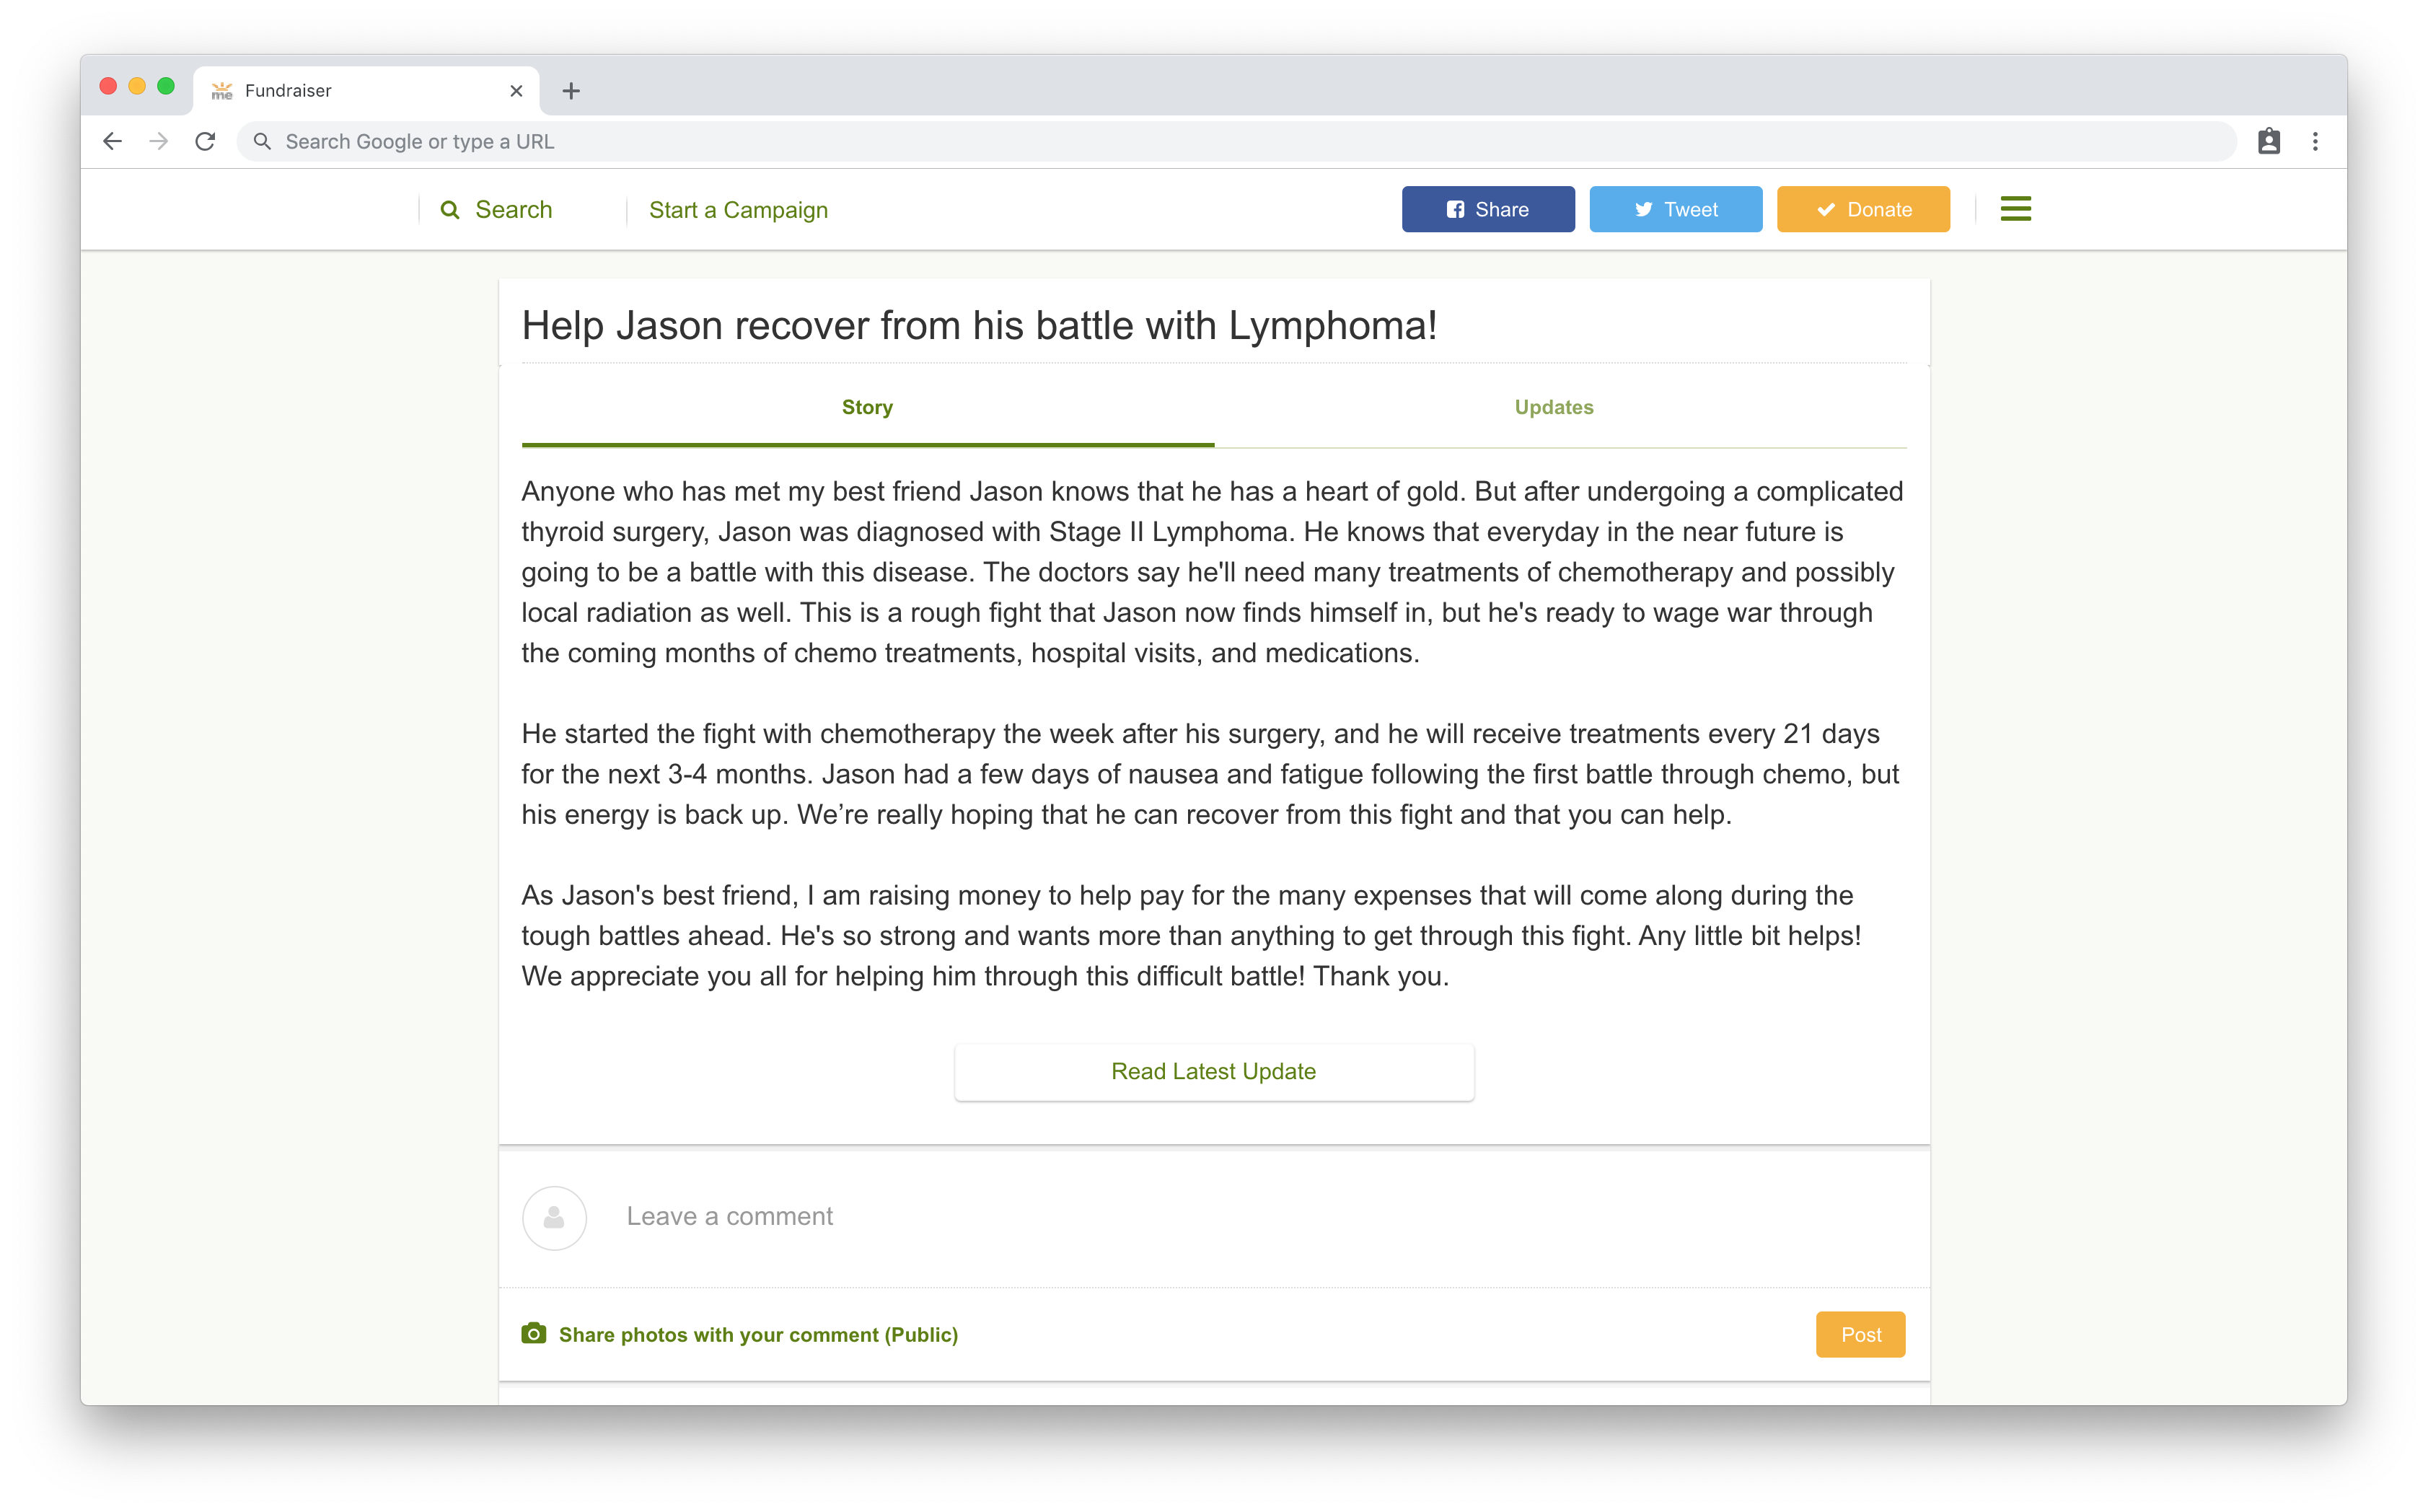 me Fundraiser
Search Google or type a URL
Search Start a Campaign Share Tweet Donate
Help Jason recover from his battle with Lymphoma!
Story Updates
Anyone who has met my best friend Jason knows that he has a heart of gold. But after undergoing a complicated
thyroid surgery, Jason was diagnosed with Stage II Lymphoma. He knows that everyday in the near future is
going to be a battle with this disease. The doctors say he'll need many treatments of chemotherapy and possibly
local radiation as well. This is a rough fight that Jason now finds himself in, but he's ready to wage war through
the coming months of chemo treatments, hospital visits, and medications.
He started the fight with chemotherapy the week after his surgery, and he will receive treatments every 21 days
for the next 3-4 months. Jason had a few days of nausea and fatigue following the first battle through chemo, but
his energy is back up. We’re really hoping that he can recover from this fight and that you can help.
As Jason's best friend, I am raising money to help pay for the many expenses that will come along during the
tough battles ahead. He's so strong and wants more than anything to get through this fight. Any little bit helps!
We appreciate you all for helping him through this difficult battle! Thank you.
Read Latest Update
Leave a comment
Share photos with your comment (Public) Post